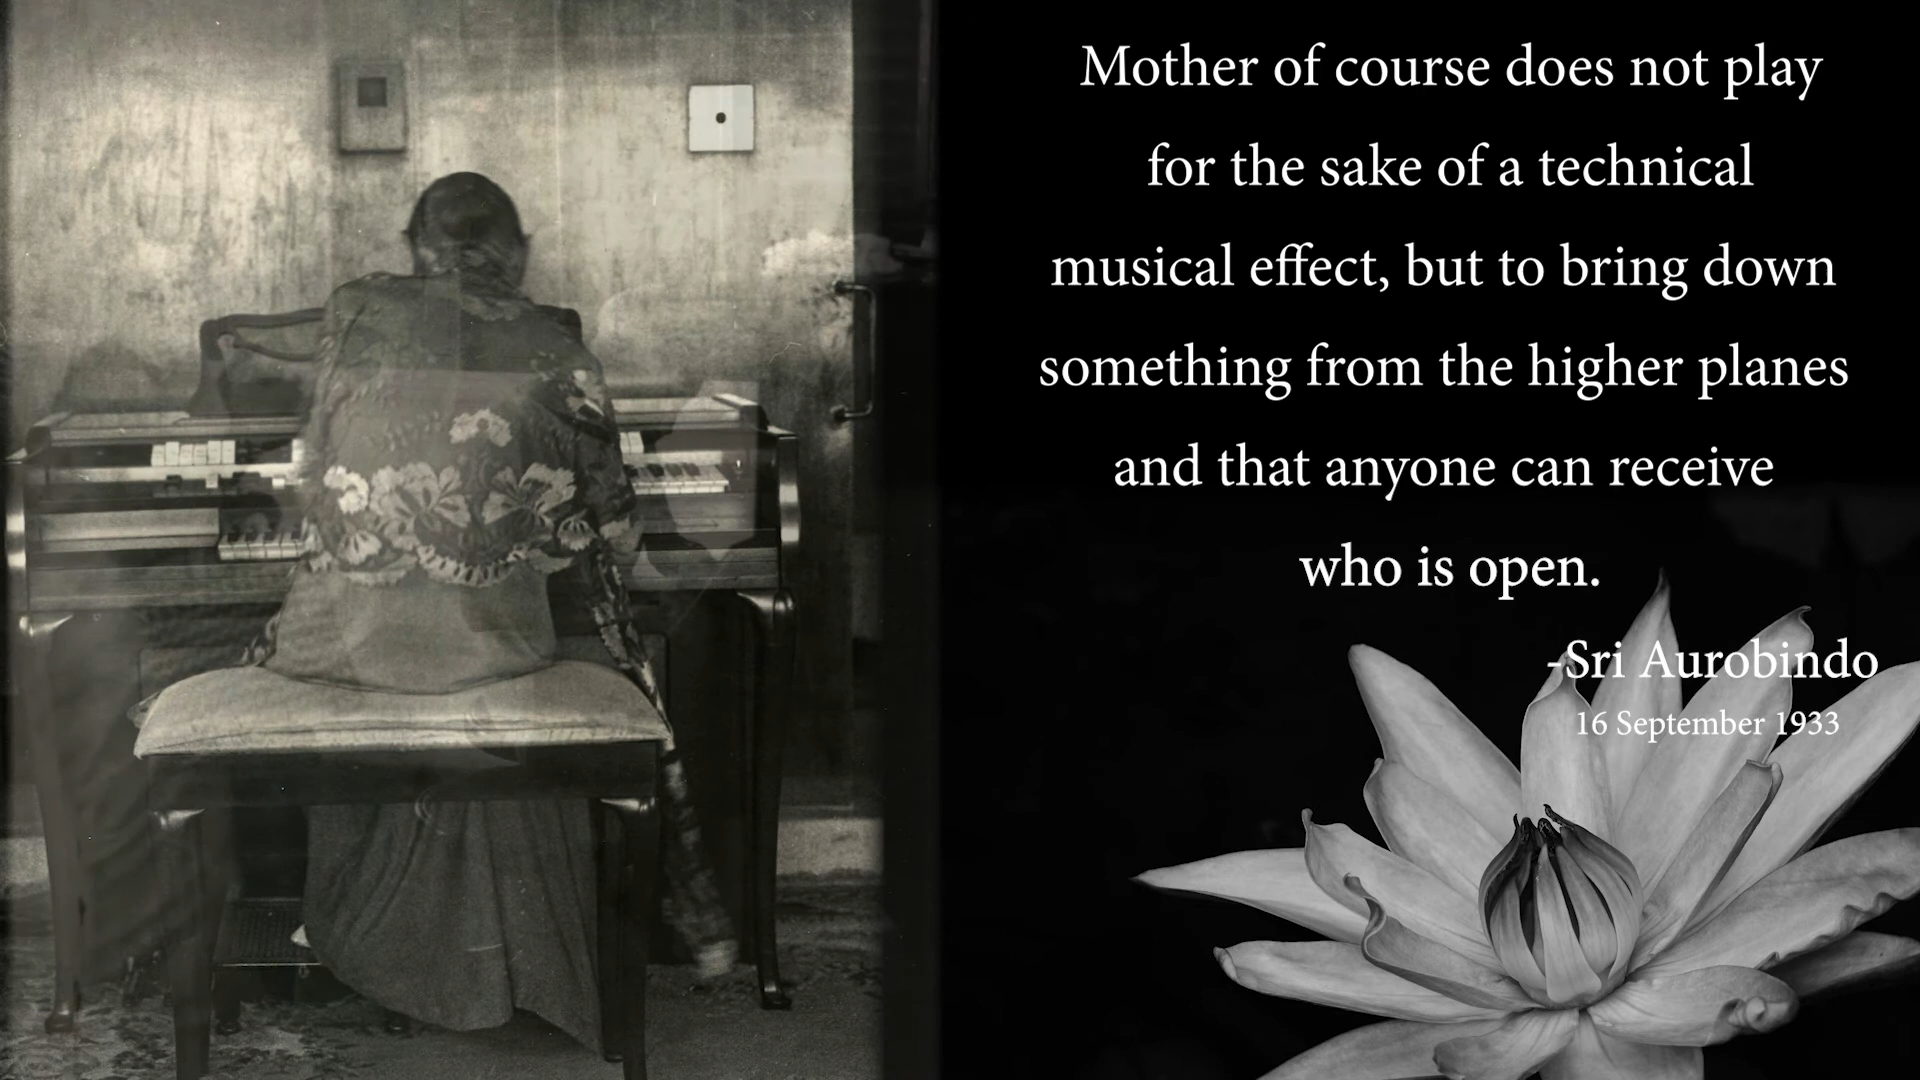 Mother of course does not play
for the sake of a technical
musical effect, but to bring down
something from the higher planes
and that anyone can receive
who is open.
-Sri Aurobindo
16 September 1933